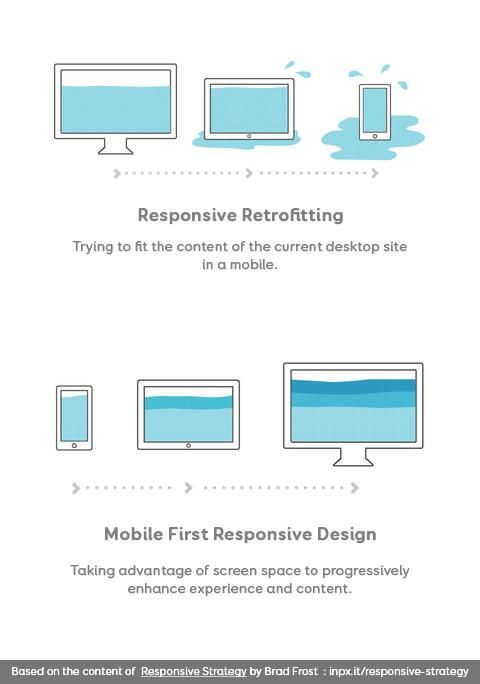 Responsive Retrofitting
Trying to fit the content of the current desktop site
in a mobile.
Mobile First Responsive Design
Taking advantage of screen space to progressively
enhance experience and content.
Based on the content of Responsive Strategy by Brad Frost : inpx.it/responsive-strategy